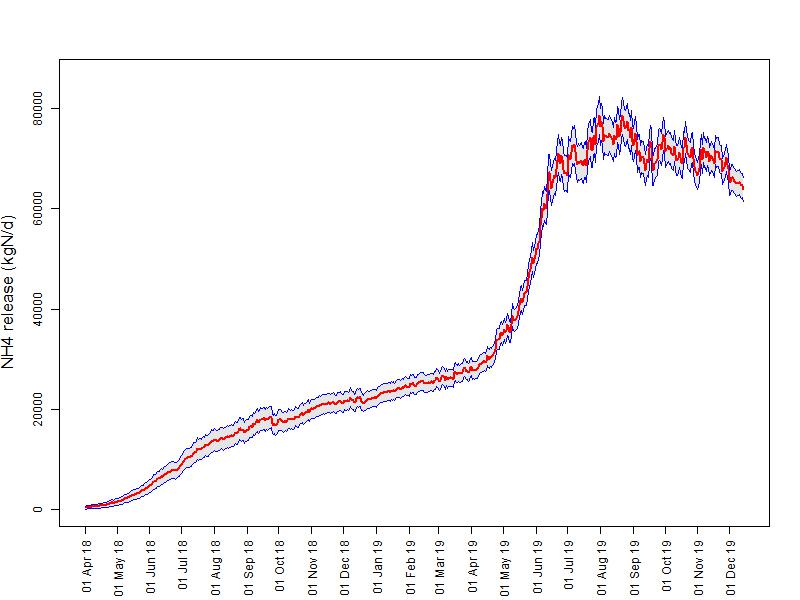 NH4 release (kgN/d)
80000
60000
40000
20000
0
01 Apr 18
01 May 18
01 Jun 18
01 Jul 18
01 Aug 18
01 Sep 18
01 Oct 18
01 Nov 18
01 Dec 18
01 Jan 19
01 Feb 19
01 Mar 19
01 Apr 19
01 May 19
01 Jun 19
01 Jul 19
01 Aug 19
01 Sep 19
01 Oct 19
01 Nov 19
01 Dec 19